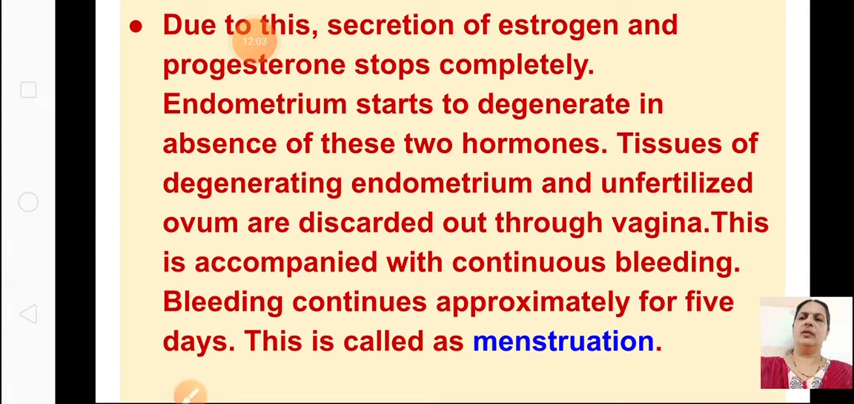 ● Due to this, secretion of estrogen and
12:03
progesterone stops completely.
Endometrium starts to degenerate in
absence of these two hormones. Tissues of
degenerating endometrium and unfertilized
ovum are discarded out through vagina.This
is accompanied with continuous bleeding.
Bleeding continues approximately for five
days. This is called as menstruation.